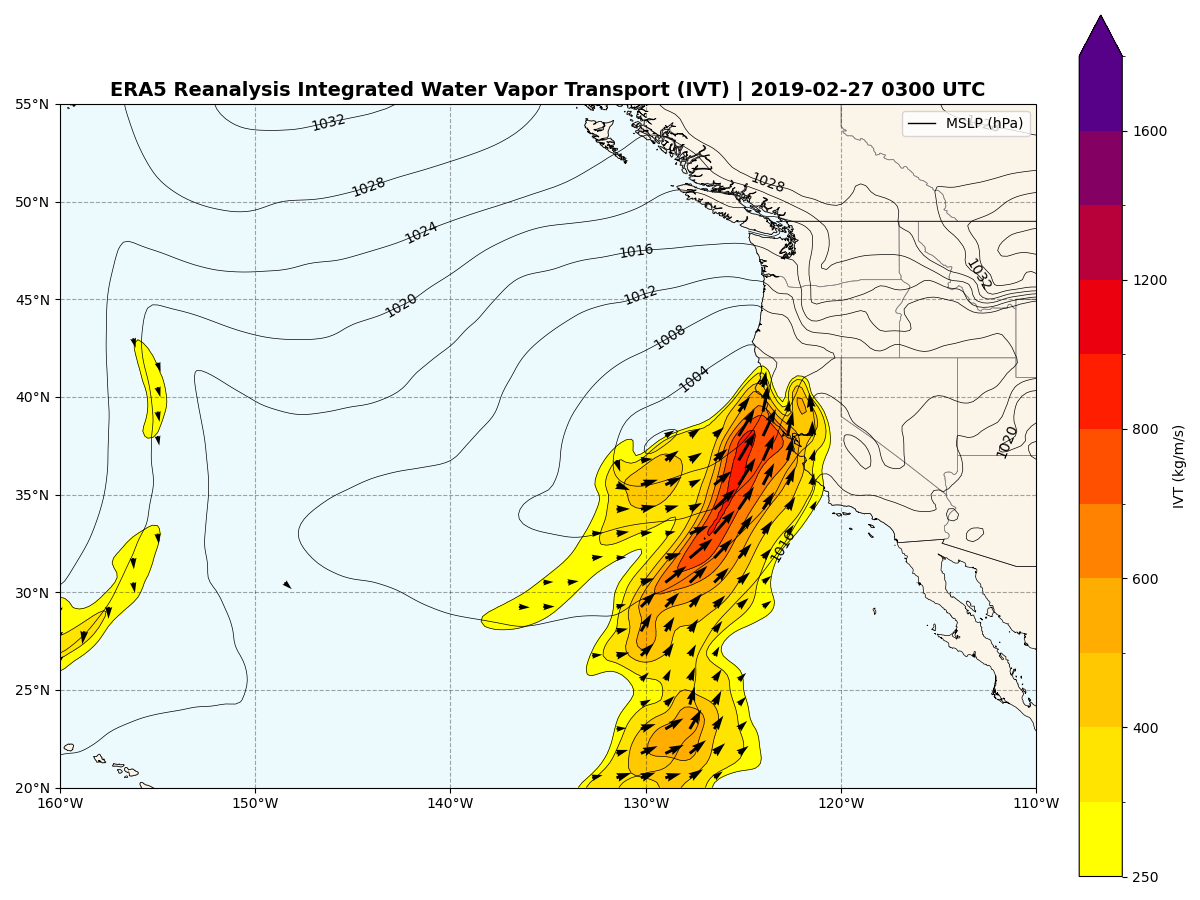 ERA5 Reanalysis Integrated Water Vapor Transport (IVT) | 2019-02-27 0300 UTC
MSLP (hPa)
55°N
50°N
45°N
40°N
35°N
30°N
25°N
20°N
160°W
150°W
140°W
130°W
120°W
110°W
1032
1028
1024
1020
1016
1012
1008
1004
1028
1032
1020
1016
1600
1200
800
600
400
250
IVT (kg/m/s)